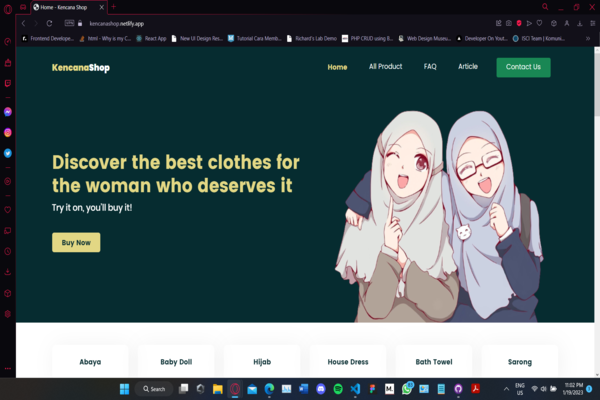 Home - Kencana Shop
VPN
kencanashop.netlify.app
Frontend Develope...
html - Why is my C...
React App
New UI Design Res...
Tutorial Cara Memb...
Richard's Lab Demo
PHP CRUD using B...
Web Design Museum...
Developer On Yout...
ISCI Team | Komuni...
KencanaShop
Home
All Product
FAQ
Article
Contact Us
Discover the best clothes for
the woman who deserves it
Try it on, you'll buy it!
Buy Now
Abaya
Baby Doll
Hijab
House Dress
Bath Towel
Sarong
Search
ENG
US
11:02 PM
1/19/2023